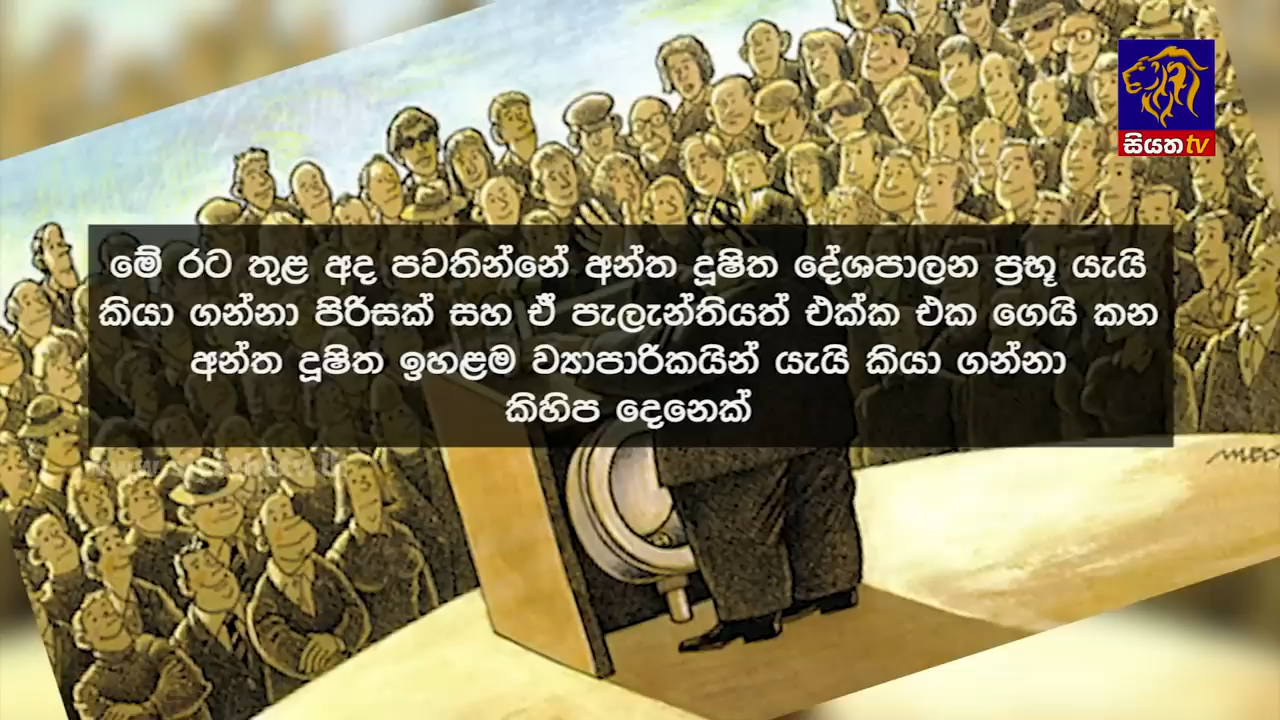 සියත tv
මේ රට තුළ අද පවතින්නේ අන්ත දූෂිත දේශපාලන ප්‍රභූ යැයි
කියා ගන්නා පිරිසක් සහ ඒ පැලැන්තියත් එක්ක එක ගෙයි කන
අන්ත දූෂිත ඉහළම ව්‍යාපාරිකයින් යැයි කියා ගන්නා
කිහිප දෙනෙක්